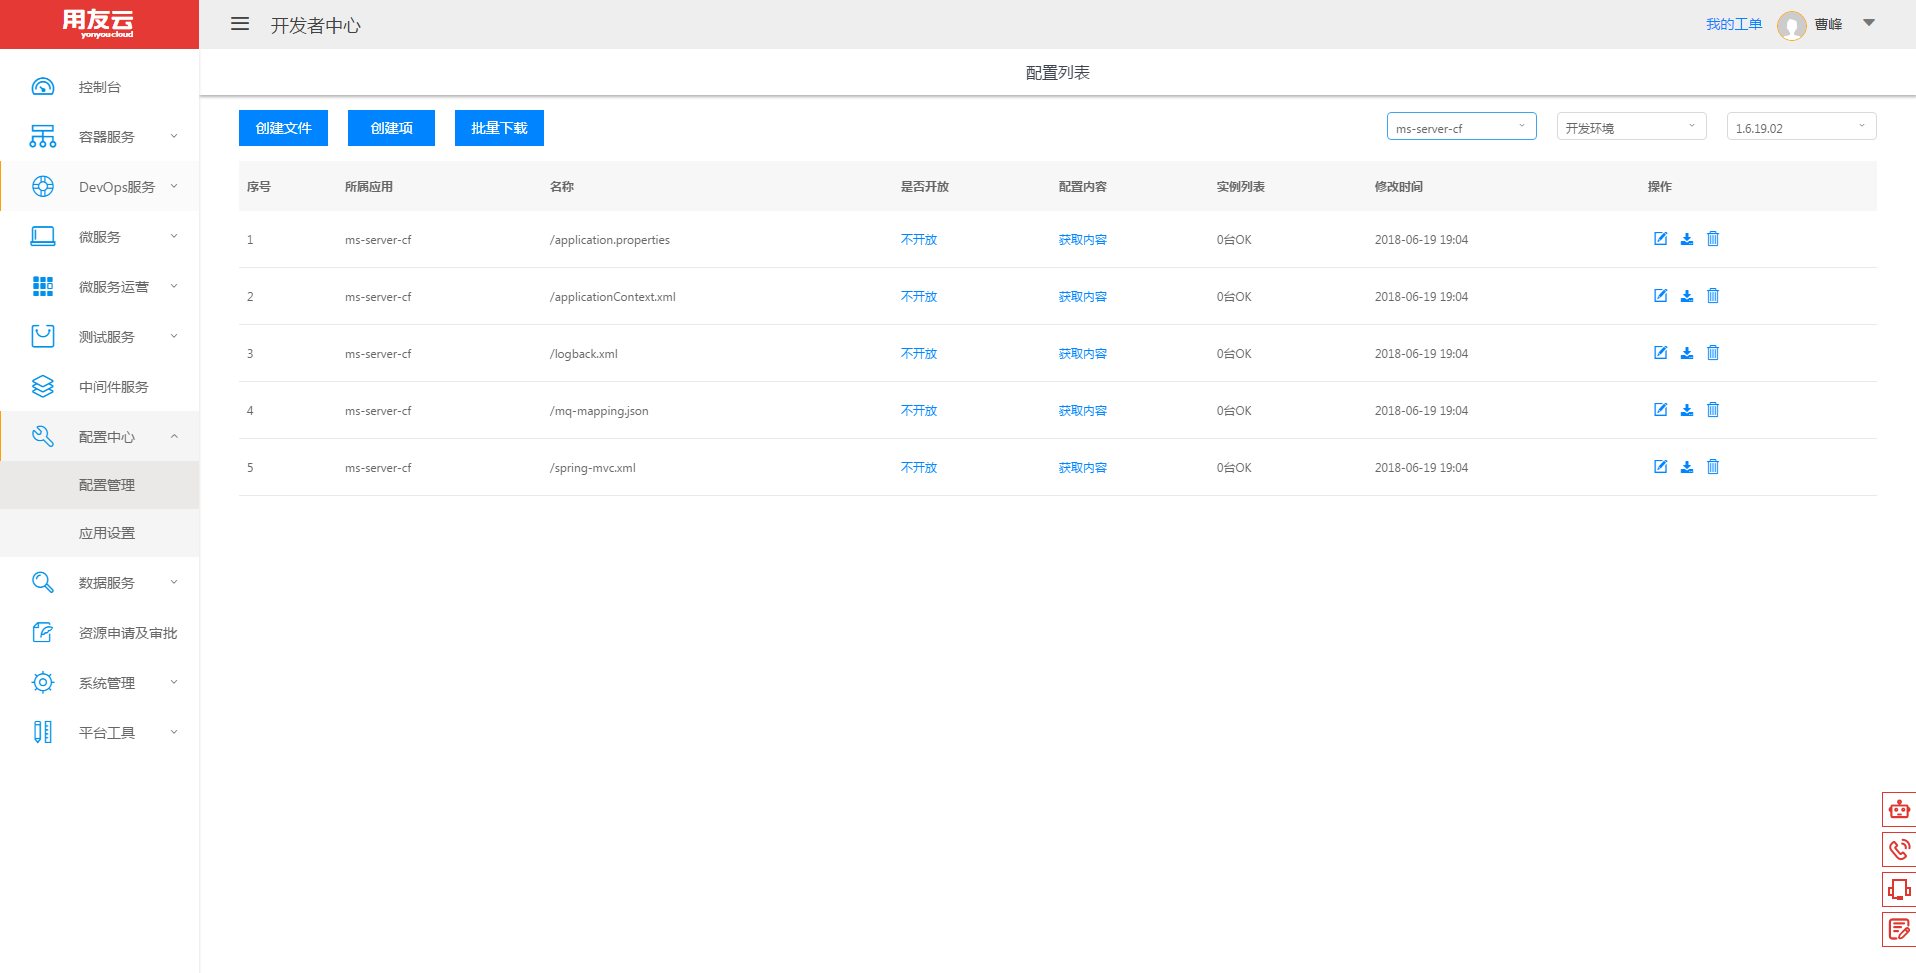 用友云
yonyoucloud
开发者中心
我的工单
曹峰
控制台
容器服务
DevOps服务
微服务
微服务运营
测试服务
中间件服务
配置中心
配置管理
应用设置
数据服务
资源申请及审批
系统管理
平台工具
配置列表
创建文件 创建项 批量下载 ms-server-cf 开发环境 1.6.19.02
序号 所属应用 名称 是否开放 配置内容 实例列表 修改时间 操作
1 ms-server-cf /application.properties 不开放 获取内容 0台OK 2018-06-19 19:04
2 ms-server-cf /applicationContext.xml 不开放 获取内容 0台OK 2018-06-19 19:04
3 ms-server-cf /logback.xml 不开放 获取内容 0台OK 2018-06-19 19:04
4 ms-server-cf /mq-mapping.json 不开放 获取内容 0台OK 2018-06-19 19:04
5 ms-server-cf /spring-mvc.xml 不开放 获取内容 0台OK 2018-06-19 19:04